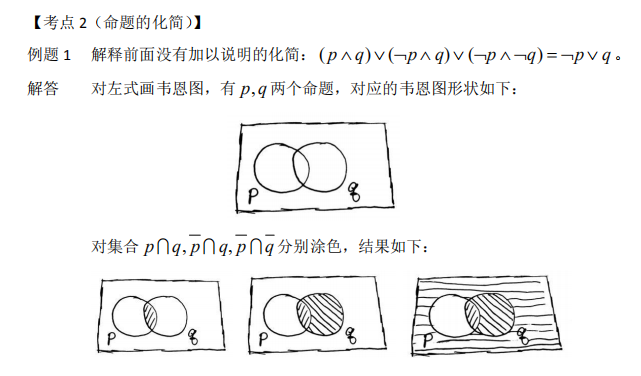 【考点 2（命题的化简）】
例题 1 解释前面没有加以说明的化简：(p∧q)∨(¬p∧q)∨(¬p∧¬q)=¬p∨q。
解答 对左式画韦恩图，有 p,q 两个命题，对应的韦恩图形状如下：
p q
对集合 p⋂q,p̅⋂q,p̅⋂q̅ 分别涂色，结果如下：
p q p q p q